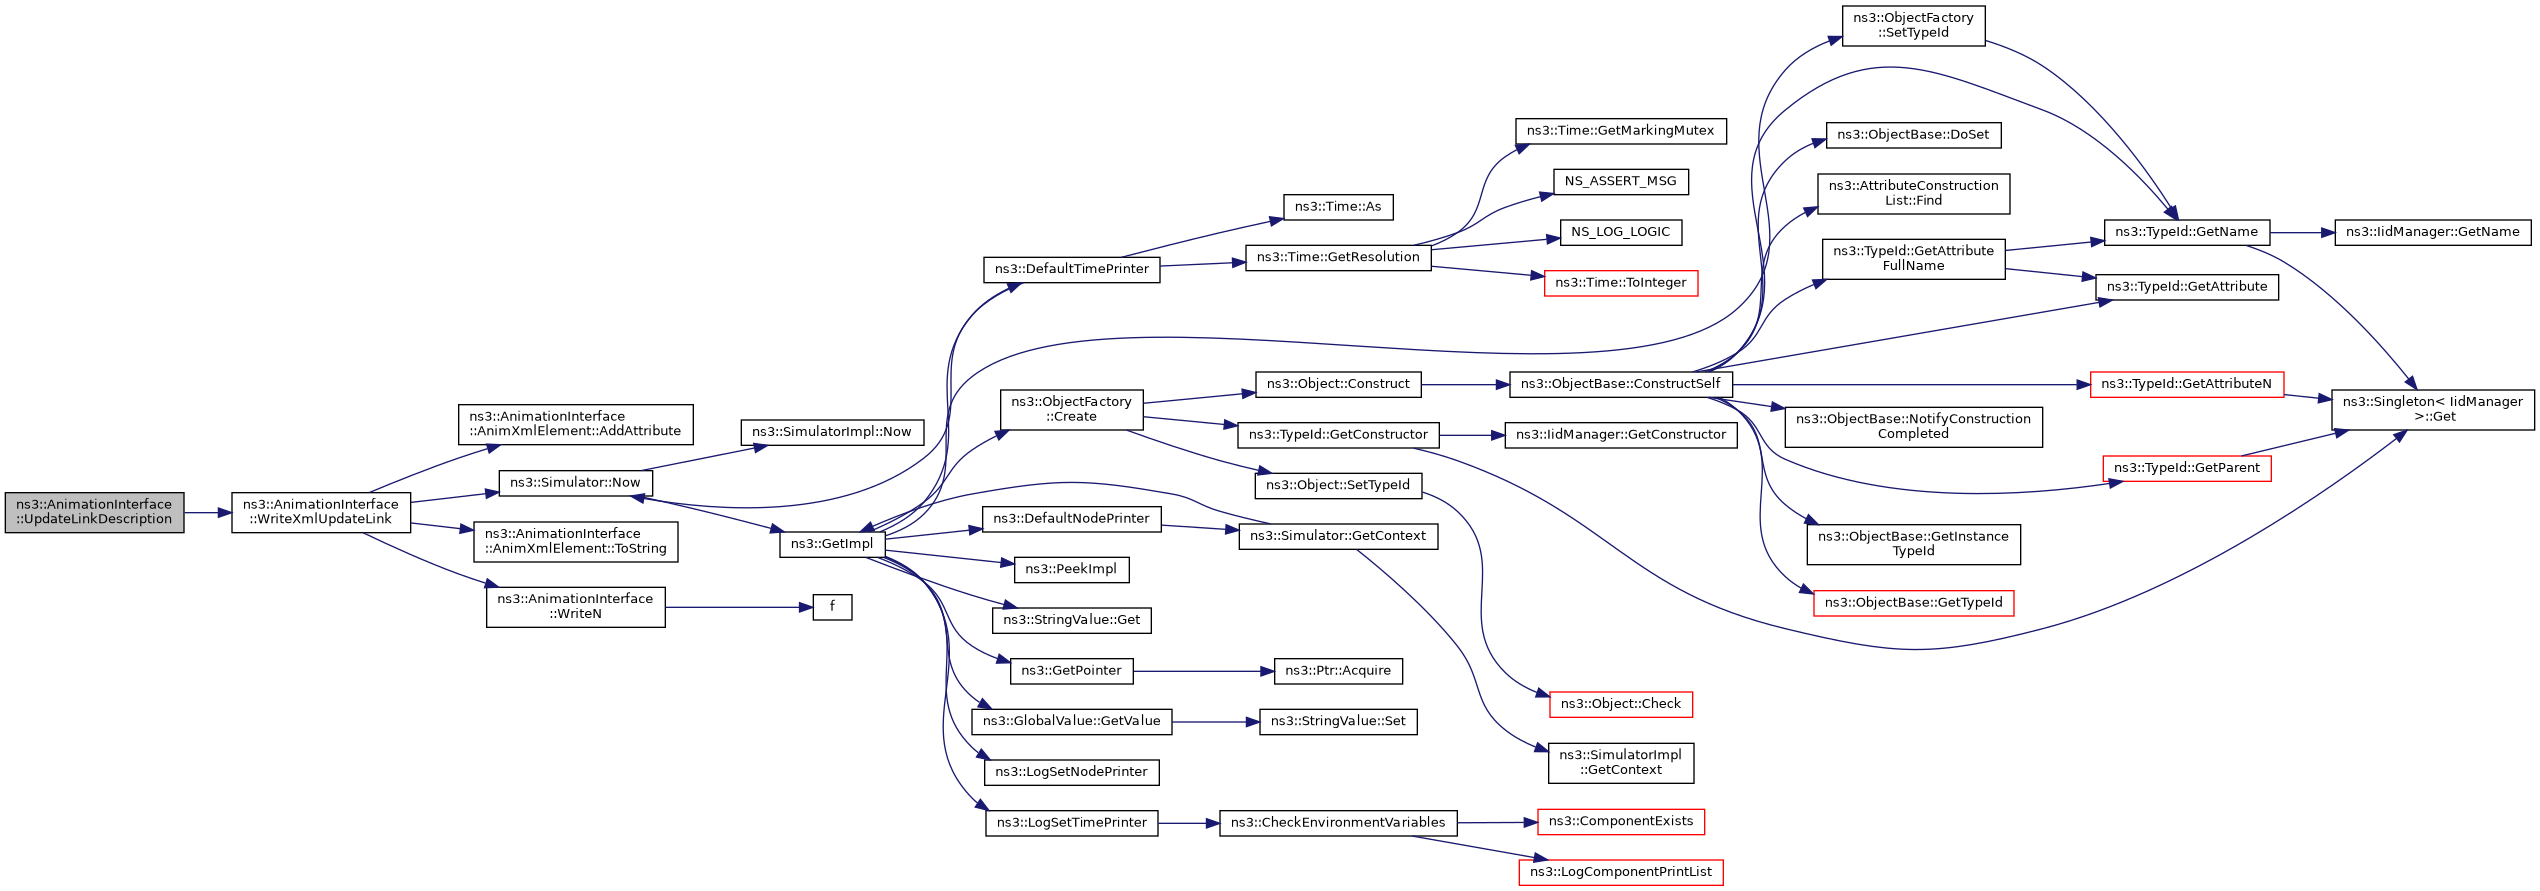 ns3::AnimationInterface
::UpdateLinkDescription
ns3::AnimationInterface
::WriteXmlUpdateLink
ns3::AnimationInterface
::AnimXmlElement::AddAttribute
ns3::Simulator::Now
ns3::AnimationInterface
::AnimXmlElement::ToString
ns3::AnimationInterface
::WriteN
ns3::SimulatorImpl::Now
ns3::GetImpl
f
ns3::DefaultTimePrinter
ns3::ObjectFactory
::Create
ns3::DefaultNodePrinter
ns3::PeekImpl
ns3::StringValue::Get
ns3::GetPointer
ns3::GlobalValue::GetValue
ns3::LogSetNodePrinter
ns3::LogSetTimePrinter
ns3::Time::As
ns3::Time::GetResolution
ns3::Object::Construct
ns3::TypeId::GetConstructor
ns3::Object::SetTypeId
ns3::Simulator::GetContext
ns3::Ptr::Acquire
ns3::StringValue::Set
ns3::CheckEnvironmentVariables
ns3::Time::GetMarkingMutex
NS_ASSERT_MSG
NS_LOG_LOGIC
ns3::Time::ToInteger
ns3::ObjectBase::ConstructSelf
ns3::IidManager::GetConstructor
ns3::Object::Check
ns3::SimulatorImpl
::GetContext
ns3::ComponentExists
ns3::LogComponentPrintList
ns3::ObjectFactory
::SetTypeId
ns3::ObjectBase::DoSet
ns3::AttributeConstruction
List::Find
ns3::TypeId::GetAttribute
FullName
ns3::ObjectBase::NotifyConstruction
Completed
ns3::ObjectBase::GetInstance
TypeId
ns3::ObjectBase::GetTypeId
ns3::TypeId::GetName
ns3::TypeId::GetAttribute
ns3::TypeId::GetAttributeN
ns3::TypeId::GetParent
ns3::IidManager::GetName
ns3::Singleton< IidManager
>::Get